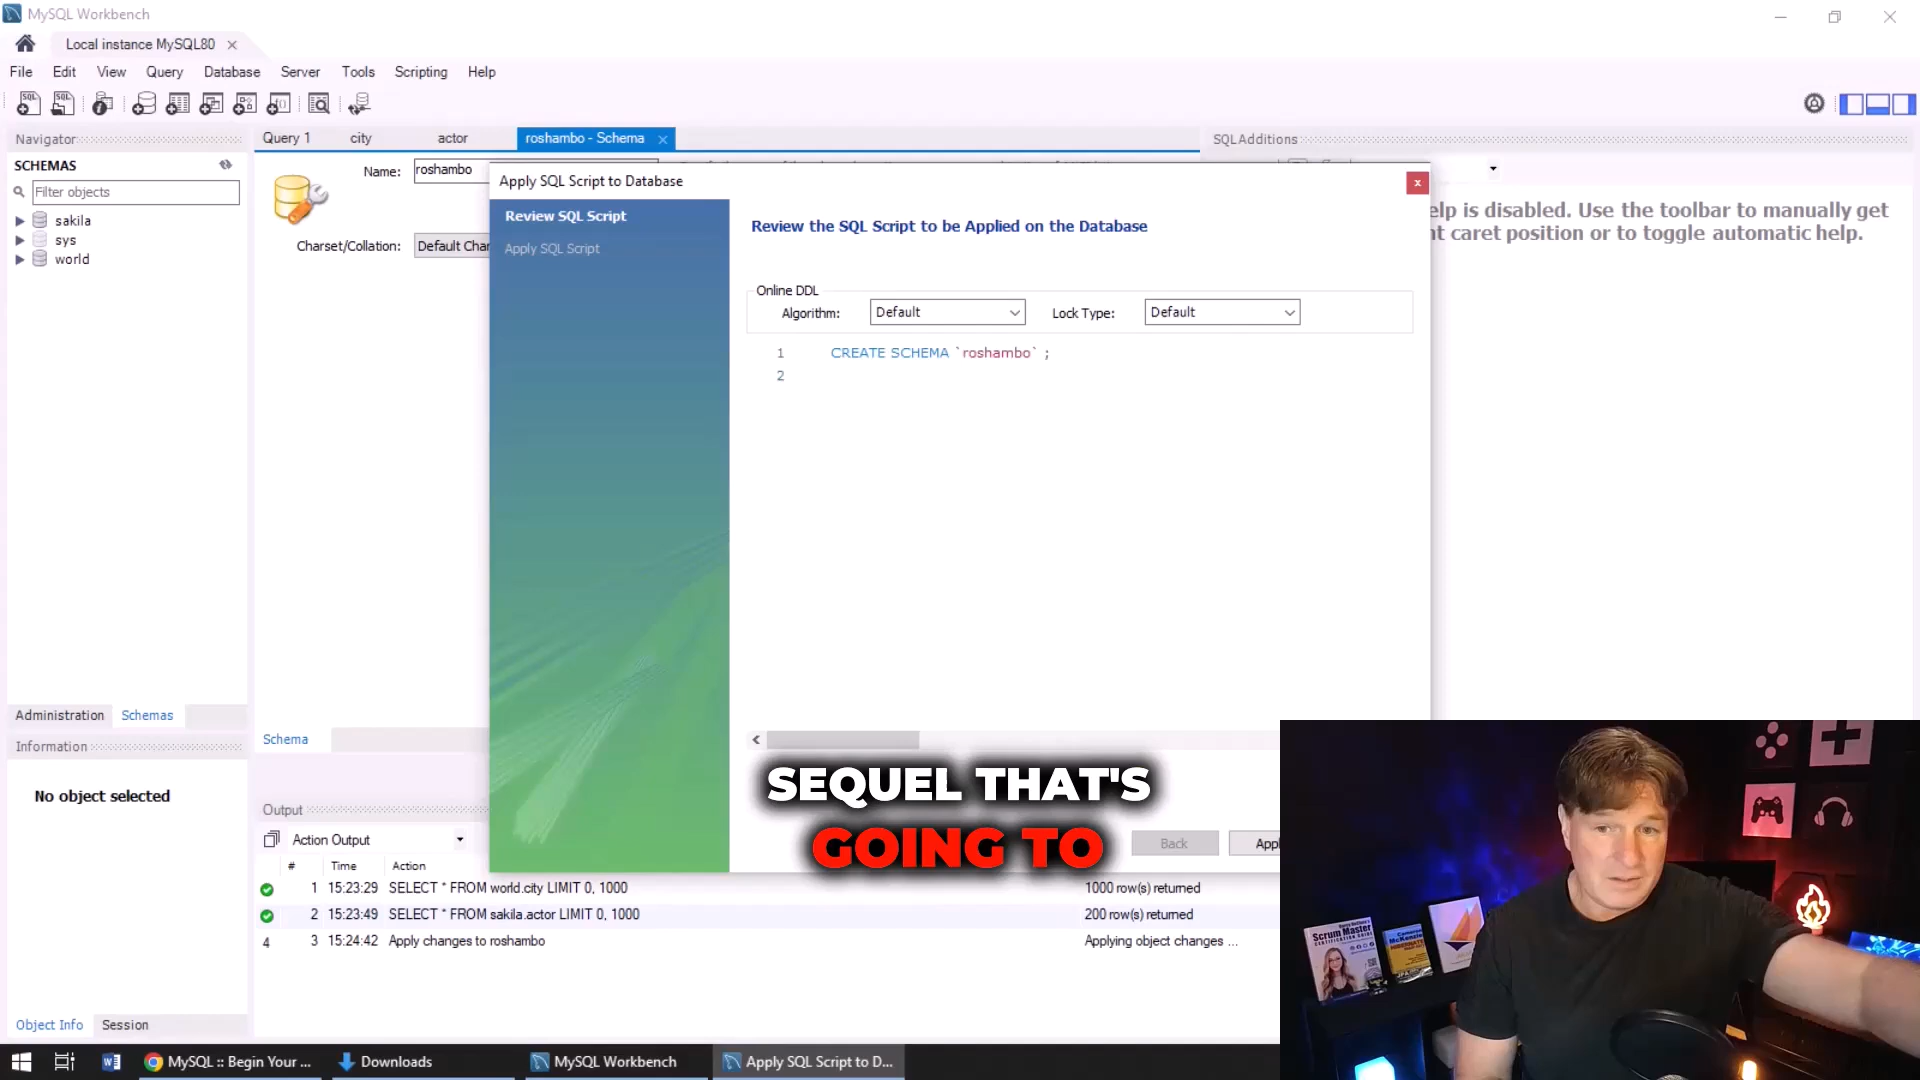 MySQL Workbench
Local instance MySQL80
File Edit View Query Database Server Tools Scripting Help
Navigator
SCHEMAS
Filter objects
sakila
sys
world
Administration Schemas
Information
No object selected
Object Info Session
Query 1 city actor roshambo - Schema
Name: roshambo
Charset/Collation: Default Char
Schema
SQLAdditions
elp is disabled. Use the toolbar to manually get
nt caret position or to toggle automatic help.
Apply SQL Script to Database
Review SQL Script
Apply SQL Script
Review the SQL Script to be Applied on the Database
Online DDL
Algorithm: Default Lock Type: Default
1 CREATE SCHEMA `roshambo` ;
2
Back Appl
SEQUEL THAT'S
GOING TO
Output
Action Output
# Time Action
1 15:23:29 SELECT * FROM world.city LIMIT 0, 1000 1000 row(s) returned
2 15:23:49 SELECT * FROM sakila.actor LIMIT 0, 1000 200 row(s) returned
4 3 15:24:42 Apply changes to roshambo Applying object changes ...
Scrum Master
MySQL :: Begin Your ... Downloads MySQL Workbench Apply SQL Script to D...